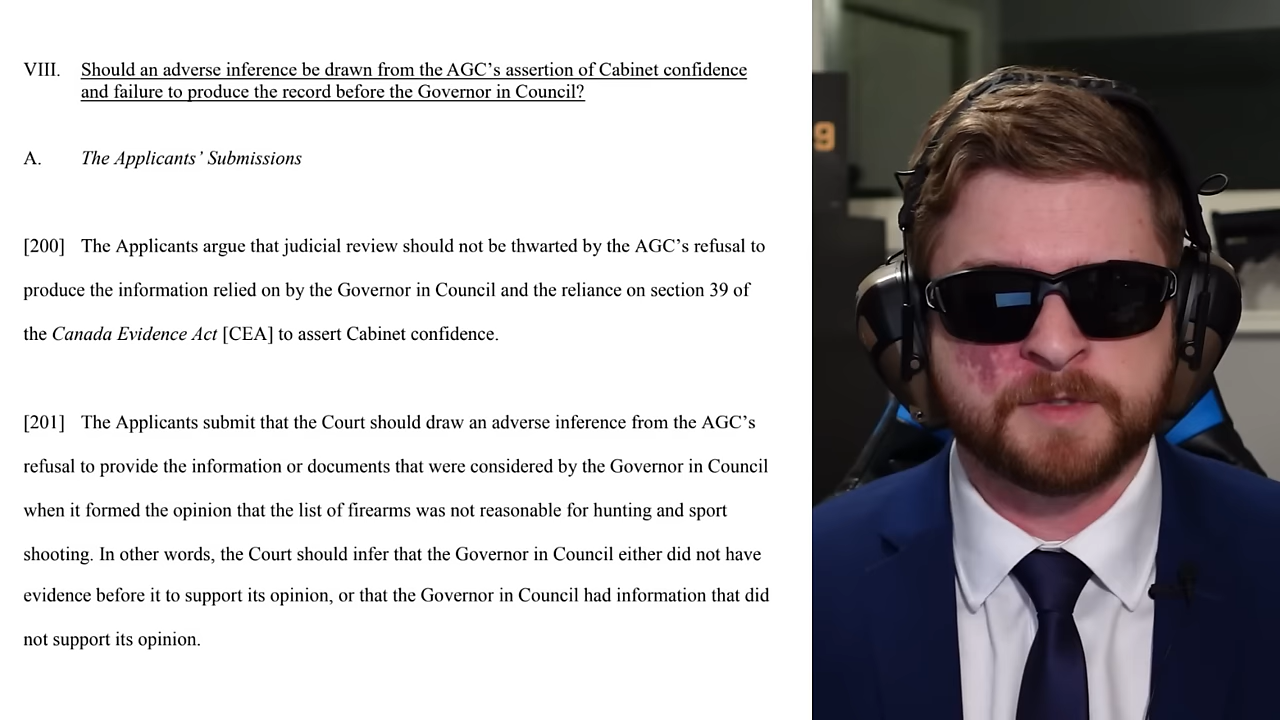 VIII. Should an adverse inference be drawn from the AGC's assertion of Cabinet confidence
and failure to produce the record before the Governor in Council?
A. The Applicants' Submissions
[200] The Applicants argue that judicial review should not be thwarted by the AGC's refusal to
produce the information relied on by the Governor in Council and the reliance on section 39 of
the Canada Evidence Act [CEA] to assert Cabinet confidence.
[201] The Applicants submit that the Court should draw an adverse inference from the AGC's
refusal to provide the information or documents that were considered by the Governor in Council
when it formed the opinion that the list of firearms was not reasonable for hunting and sport
shooting. In other words, the Court should infer that the Governor in Council either did not have
evidence before it to support its opinion, or that the Governor in Council had information that did
not support its opinion.
9